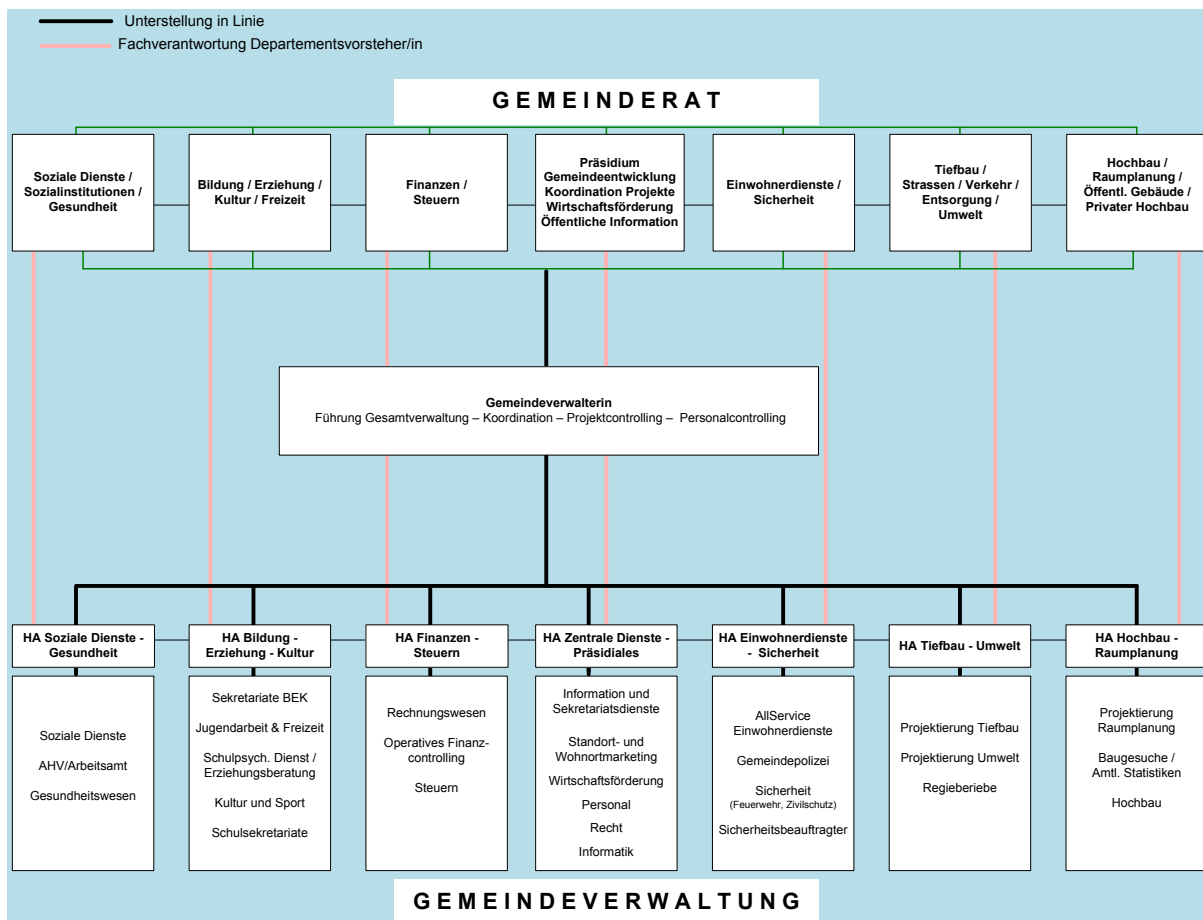 Unterstellung in Linie
Fachverantwortung Departementsvorsteher/in
GEMEINDERAT
Soziale Dienste /
Sozialinstitutionen /
Gesundheit
Bildung / Erziehung /
Kultur / Freizeit
Finanzen /
Steuern
Präsidium
Gemeindeentwicklung
Koordination Projekte
Wirtschaftsförderung
Öffentliche Information
Einwohnerdienste /
Sicherheit
Tiefbau /
Strassen / Verkehr /
Entsorgung /
Umwelt
Hochbau /
Raumplanung /
Öffentl. Gebäude /
Privater Hochbau
Gemeindeverwalterin
Führung Gesamtverwaltung – Koordination – Projektcontrolling – Personalcontrolling
HA Soziale Dienste -
Gesundheit
HA Bildung -
Erziehung - Kultur
HA Finanzen -
Steuern
HA Zentrale Dienste -
Präsidiales
HA Einwohnerdienste
- Sicherheit
HA Tiefbau - Umwelt
HA Hochbau -
Raumplanung
Soziale Dienste
AHV/Arbeitsamt
Gesundheitswesen
Sekretariate BEK
Jugendarbeit & Freizeit
Schulpsych. Dienst /
Erziehungsberatung
Kultur und Sport
Schulsekretariate
Rechnungswesen
Operatives Finanz-
controlling
Steuern
Information und
Sekretariatsdienste
Standort- und
Wohnortmarketing
Wirtschaftsförderung
Personal
Recht
Informatik
AllService
Einwohnerdienste
Gemeindepolizei
Sicherheit
(Feuerwehr, Zivilschutz)
Sicherheitsbeauftragter
Projektierung Tiefbau
Projektierung Umwelt
Regieberiebe
Projektierung
Raumplanung
Baugesuche /
Amtl. Statistiken
Hochbau
GEMEINDEVERWALTUNG